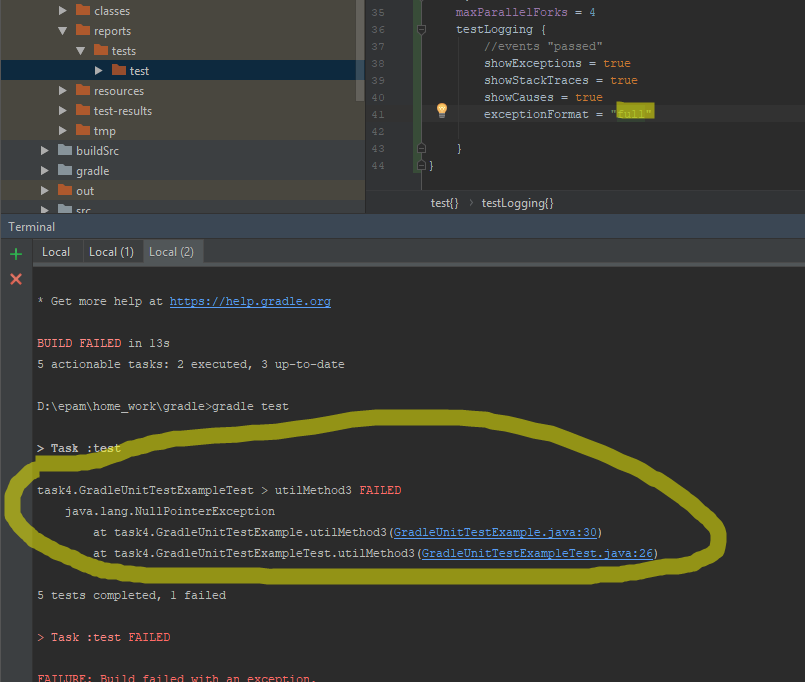 classes
reports
tests
test
resources
test-results
tmp
buildSrc
gradle
out
src
35 maxParallelForks = 4
36 testLogging {
37 //events "passed"
38 showExceptions = true
39 showStackTraces = true
40 showCauses = true
41 exceptionFormat = "full"
42
43 }
44 }
test{} › testLogging{}
Terminal
Local Local (1) Local (2)
* Get more help at https://help.gradle.org
BUILD FAILED in 13s
5 actionable tasks: 2 executed, 3 up-to-date
D:\epam\home_work\gradle>gradle test
> Task :test
task4.GradleUnitTestExampleTest > utilMethod3 FAILED
java.lang.NullPointerException
at task4.GradleUnitTestExample.utilMethod3(GradleUnitTestExample.java:30)
at task4.GradleUnitTestExampleTest.utilMethod3(GradleUnitTestExampleTest.java:26)
5 tests completed, 1 failed
> Task :test FAILED
FAILURE: Build failed with an exception.